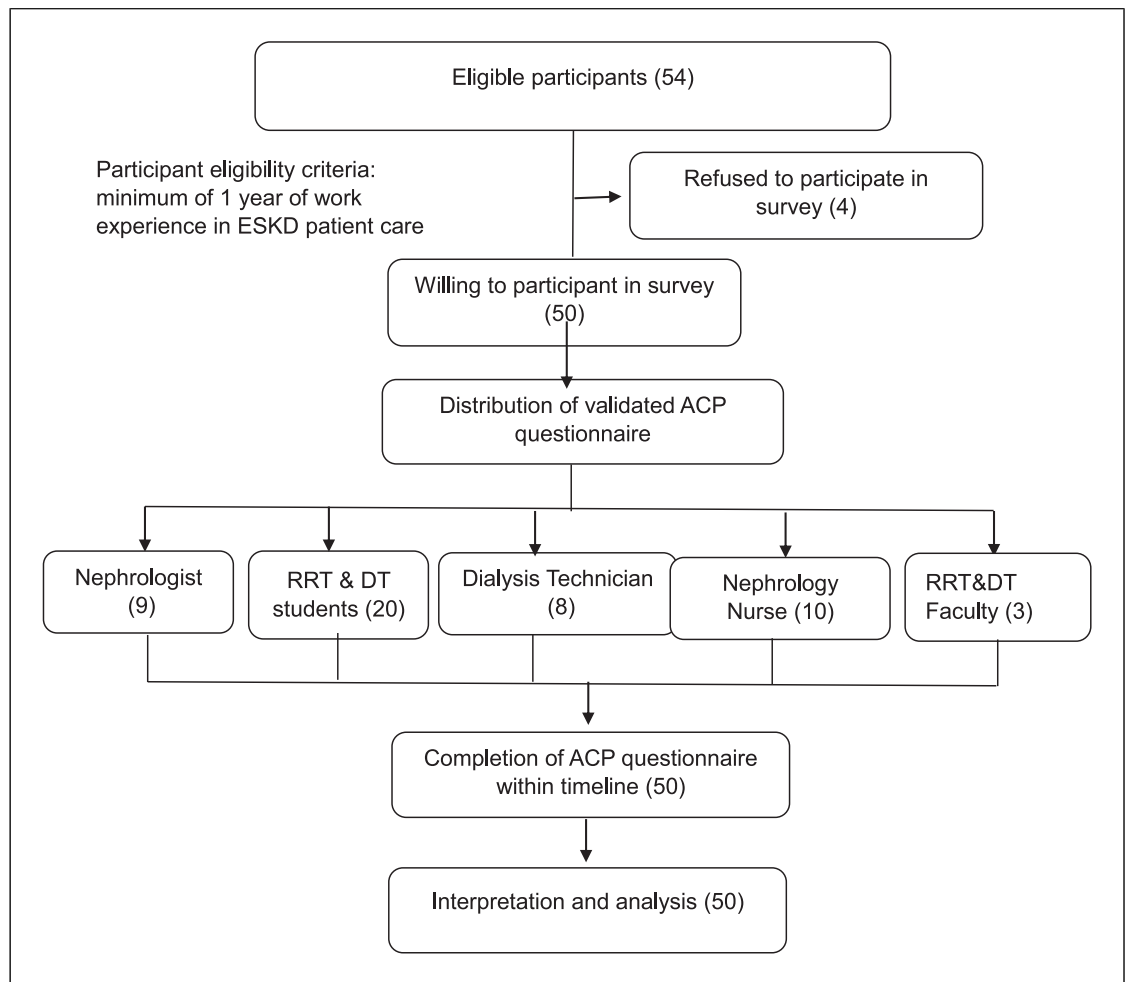 Eligible participants (54)
Participant eligibility criteria:
minimum of 1 year of work
experience in ESKD patient care
Refused to participate in
survey (4)
Willing to participant in survey
(50)
Distribution of validated ACP
questionnaire
Nephrologist
(9)
RRT & DT
students (20)
Dialysis Technician
(8)
Nephrology
Nurse (10)
RRT&DT
Faculty (3)
Completion of ACP questionnaire
within timeline (50)
Interpretation and analysis (50)